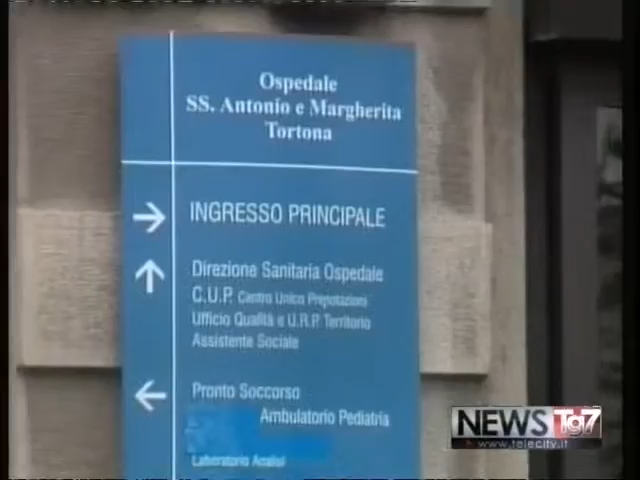 Ospedale
SS. Antonio e Margherita
Tortona
INGRESSO PRINCIPALE
Direzione Sanitaria Ospedale
C.U.P. Centro Unico Prenotazioni
Ufficio Qualità e U.R.P. Territorio
Assistente Sociale
Pronto Soccorso
Ambulatorio Pediatria
Laboratorio Analisi
NEWS Tg7
www.telecity.it